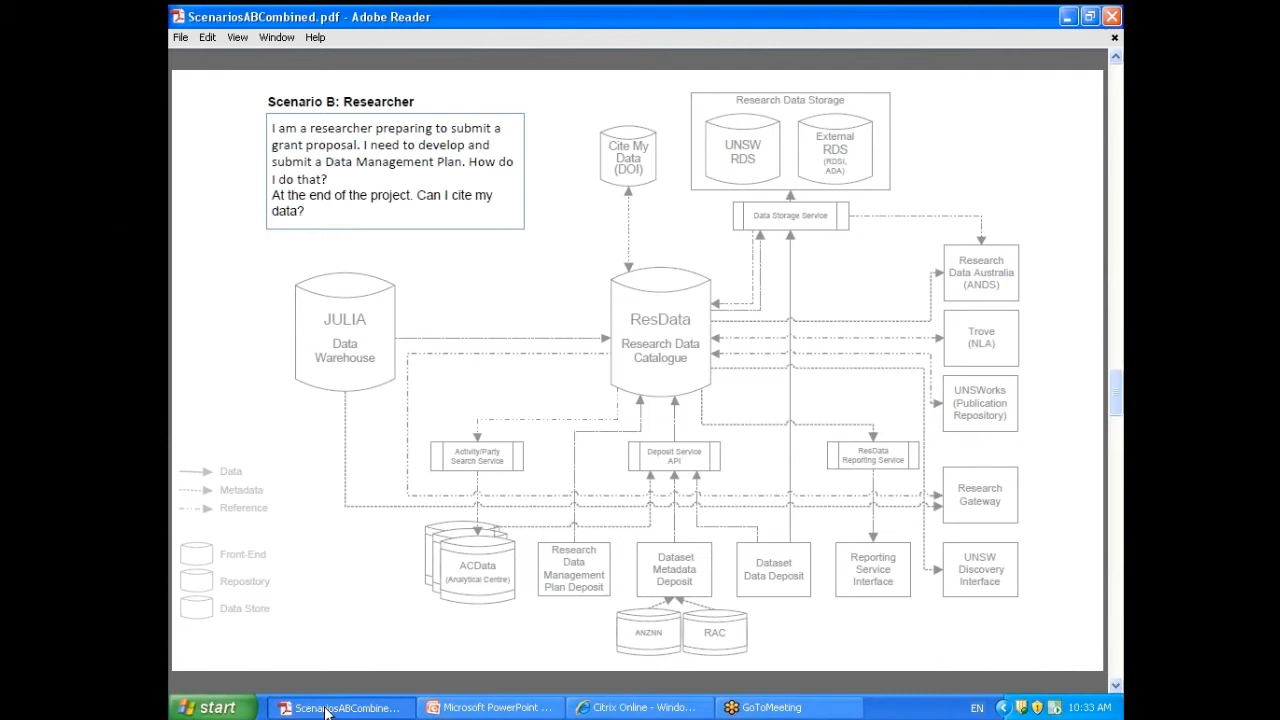 ScenariosABCombined.pdf - Adobe Reader
File Edit View Window Help
Scenario B: Researcher
I am a researcher preparing to submit a
grant proposal. I need to develop and
submit a Data Management Plan. How do
I do that?
At the end of the project. Can I cite my
data?
Cite My
Data
(DOI)
Research Data Storage
UNSW
RDS
External
RDS
(RDSI,
ADA)
Data Storage Service
JULIA
Data
Warehouse
ResData
Research Data
Catalogue
Research
Data Australia
(ANDS)
Trove
(NLA)
UNSWorks
(Publication
Repository)
Research
Gateway
UNSW
Discovery
Interface
Activity/Party
Search Service
Deposit Service
API
ResData
Reporting Service
Data
Metadata
Reference
Front-End
Repository
Data Store
ACData
(Analytical Centre)
Research
Data
Management
Plan Deposit
Dataset
Metadata
Deposit
Dataset
Data Deposit
Reporting
Service
Interface
ANZNN
RAC
start
ScenariosABCombine...
Microsoft PowerPoint ...
Citrix Online - Windo...
GoToMeeting
EN
10:33 AM